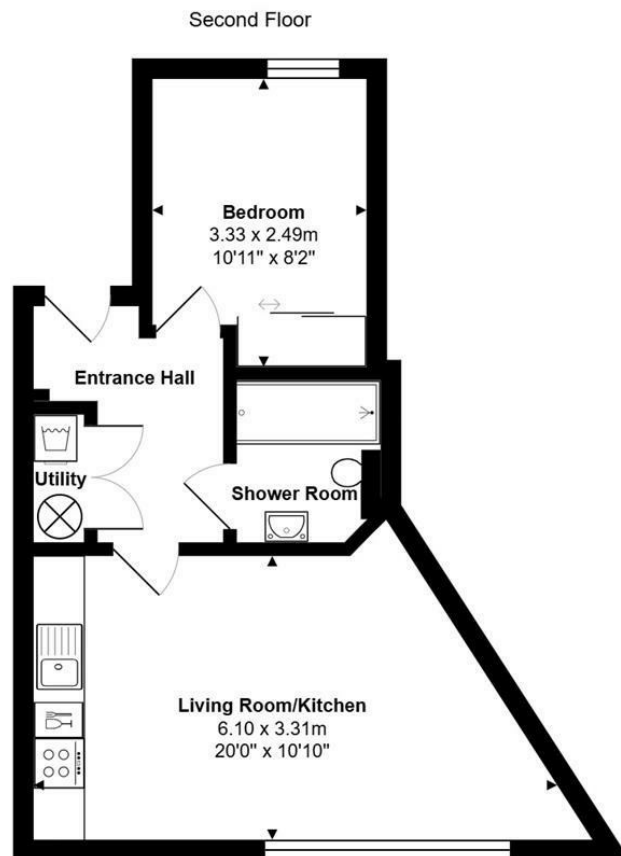 Second Floor
Bedroom
3.33 x 2.49m
10'11" x 8'2"
Entrance Hall
Utility
Shower Room
Living Room/Kitchen
6.10 x 3.31m
20'0" x 10'10"